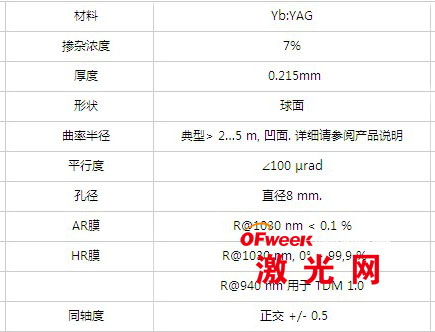 材料 Yb:YAG
掺杂浓度 7%
厚度 0.215mm
形状 球面
曲率半径 典型> 2...5 m, 凹面. 详细请参阅产品说明
平行度 ∠100 μrad
孔径 直径8 mm.
AR膜 R@1030 nm < 0.1 %
OFweek
HR膜 R@1030 nm, 0° 99,9 %
激光网
R@940 nm 用于 TDM 1.0
同轴度 正交 +/- 0.5